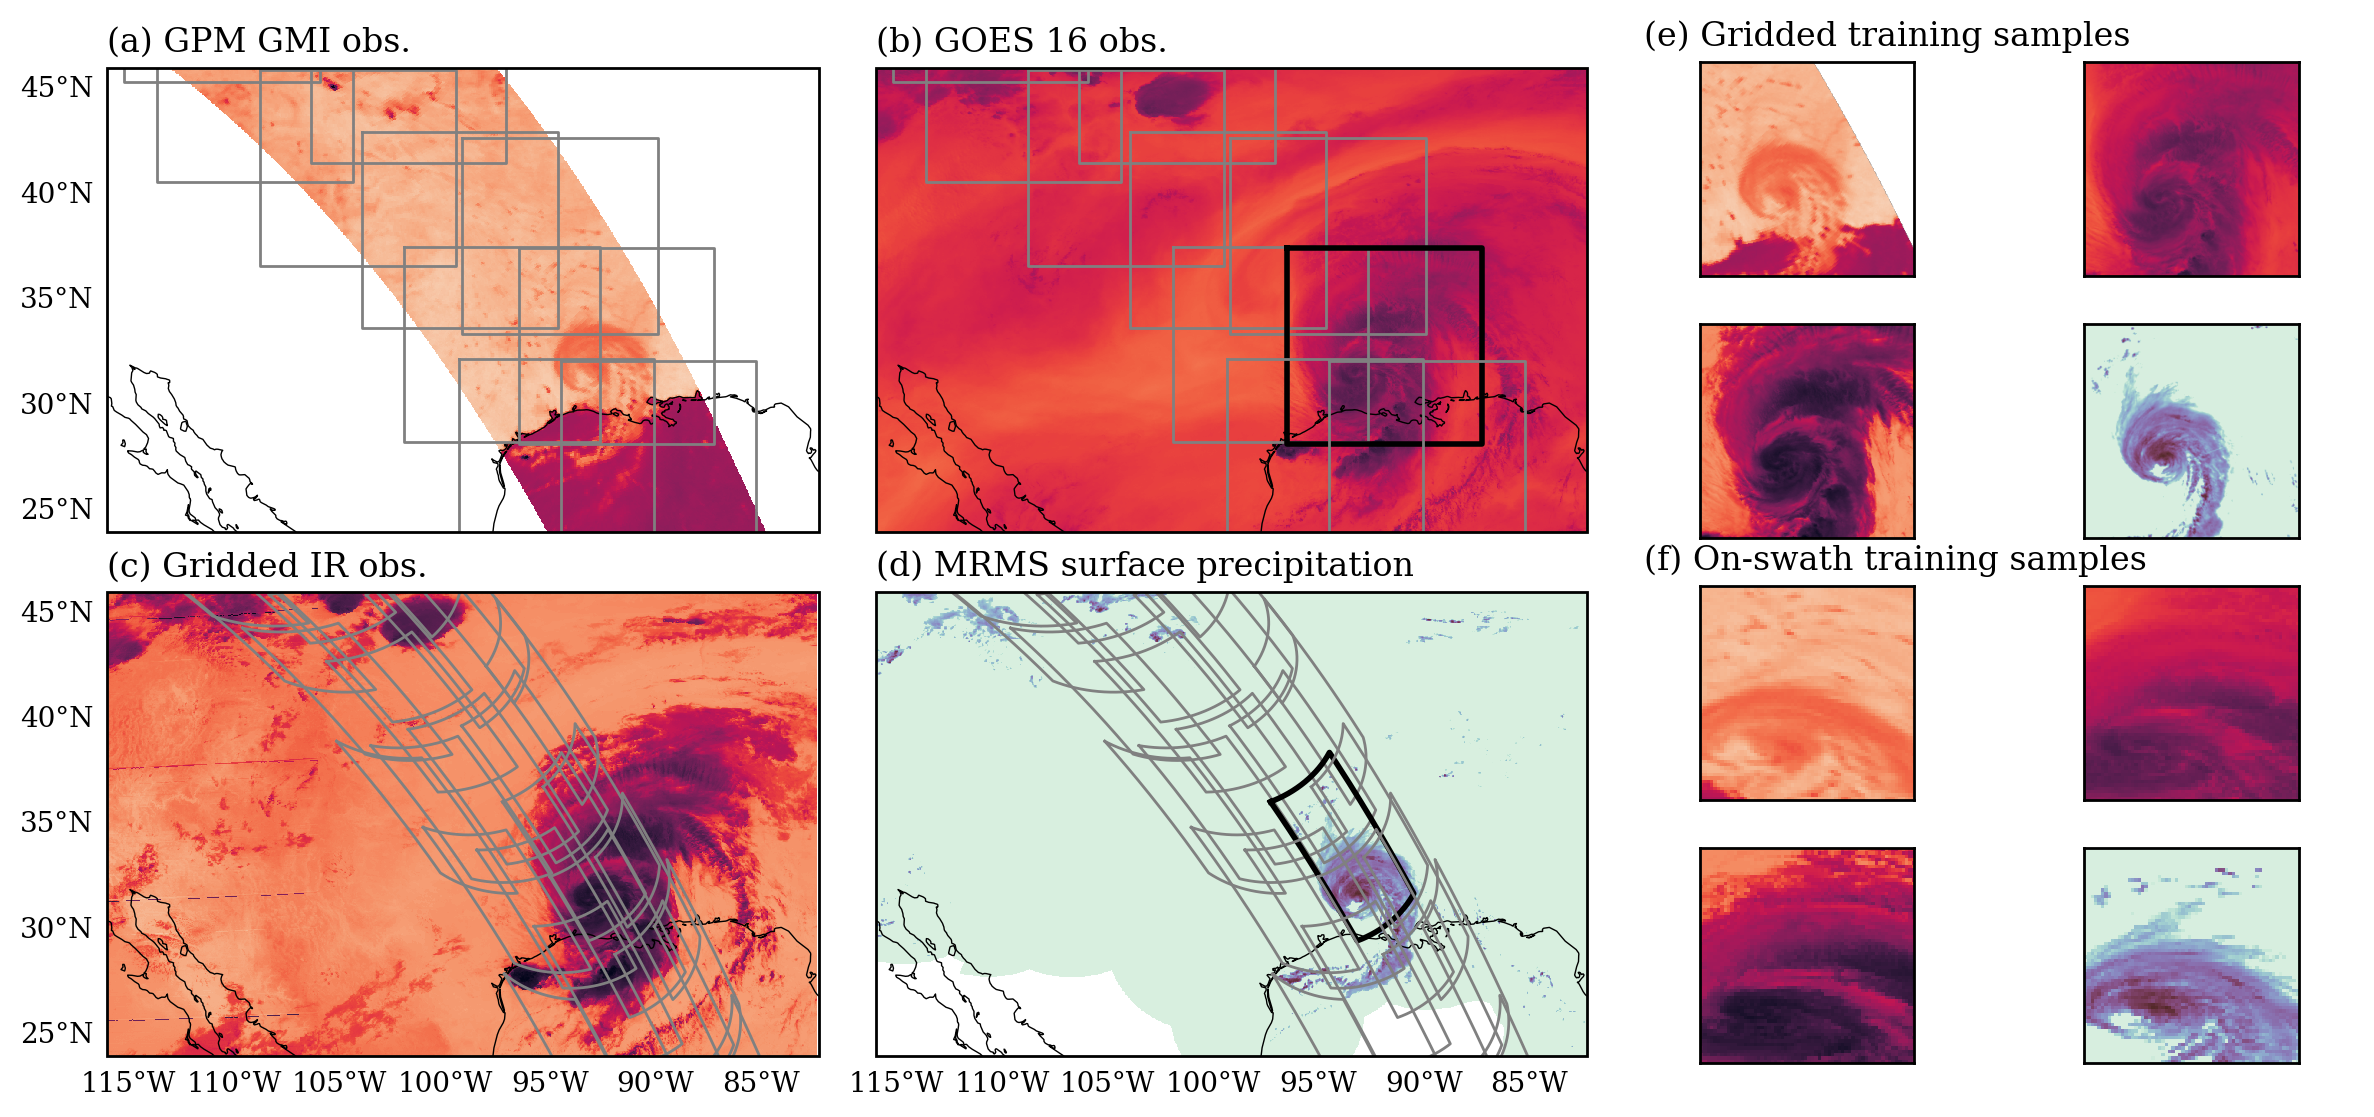 (a) GPM GMI obs.
(b) GOES 16 obs.
(e) Gridded training samples
45°N
40°N
35°N
30°N
25°N
(c) Gridded IR obs.
(d) MRMS surface precipitation
(f) On-swath training samples
45°N
40°N
35°N
30°N
25°N
115°W 110°W 105°W 100°W 95°W 90°W 85°W
115°W 110°W 105°W 100°W 95°W 90°W 85°W